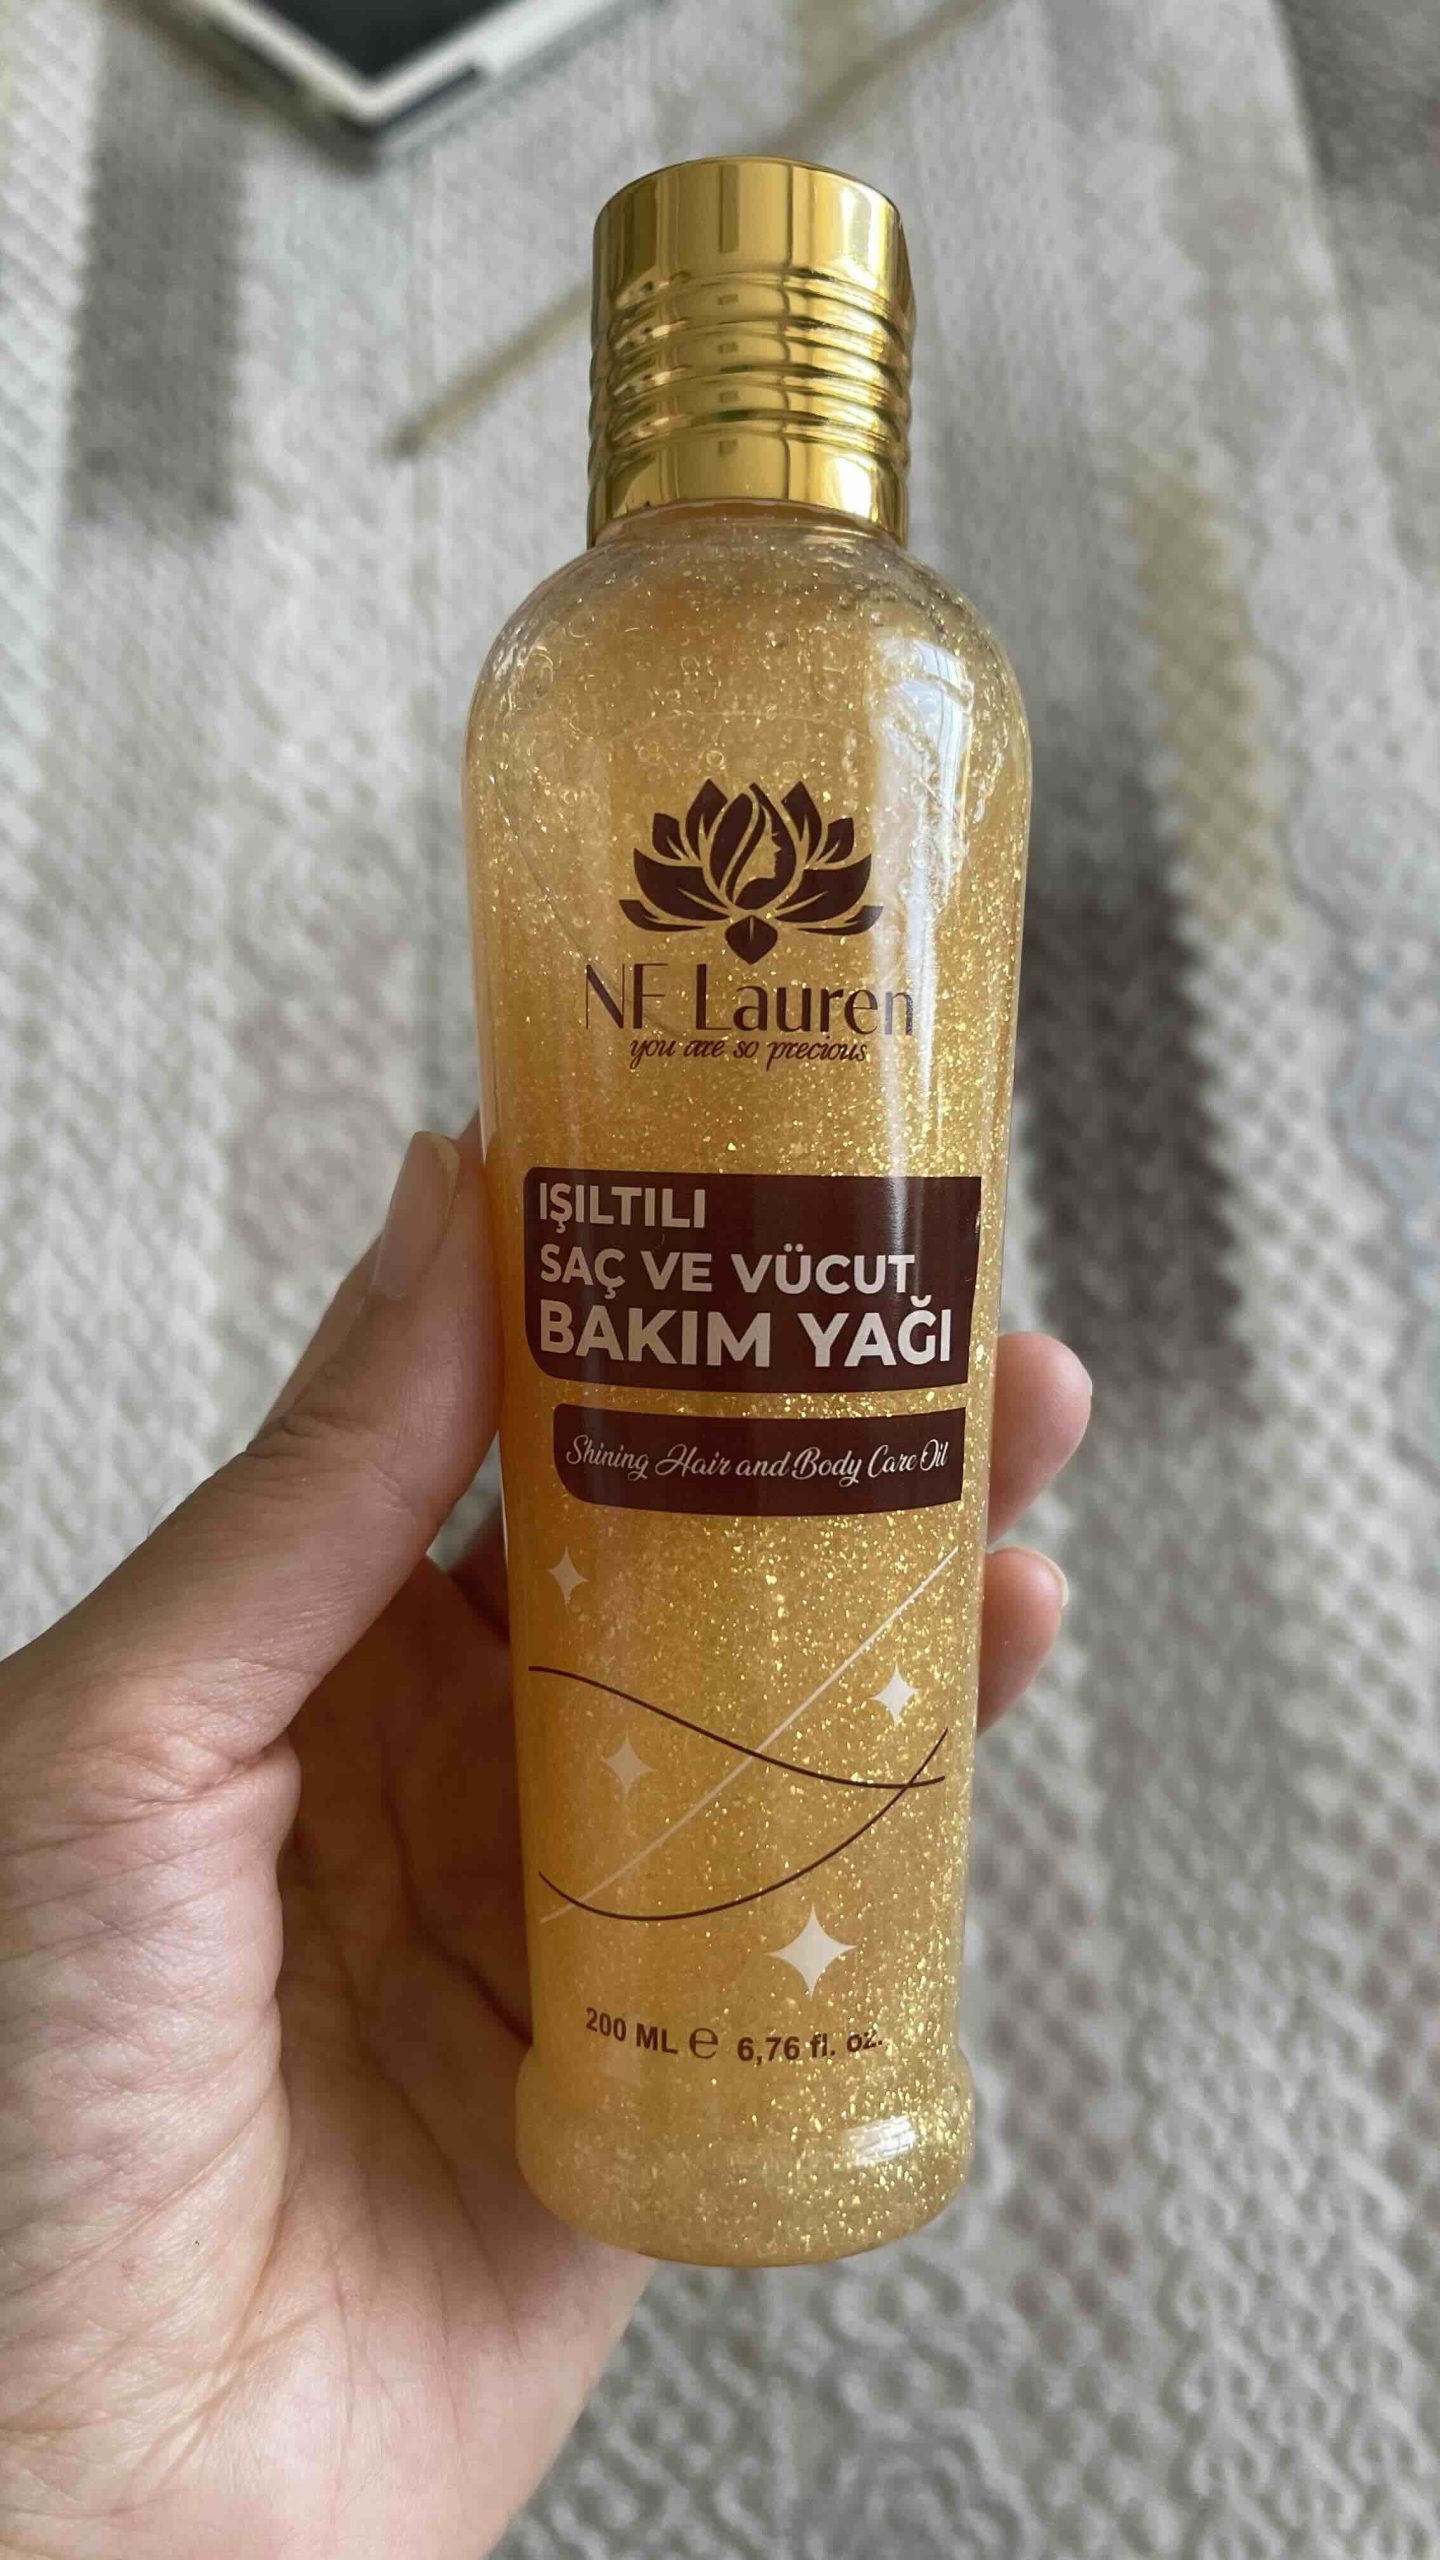 NF Lauren
you are so precious
IŞILTILI
SAÇ VE VÜCUT
BAKIM YAĞI
Shining Hair and Body Care Oil
200 ML ℮ 6,76 fl. oz.